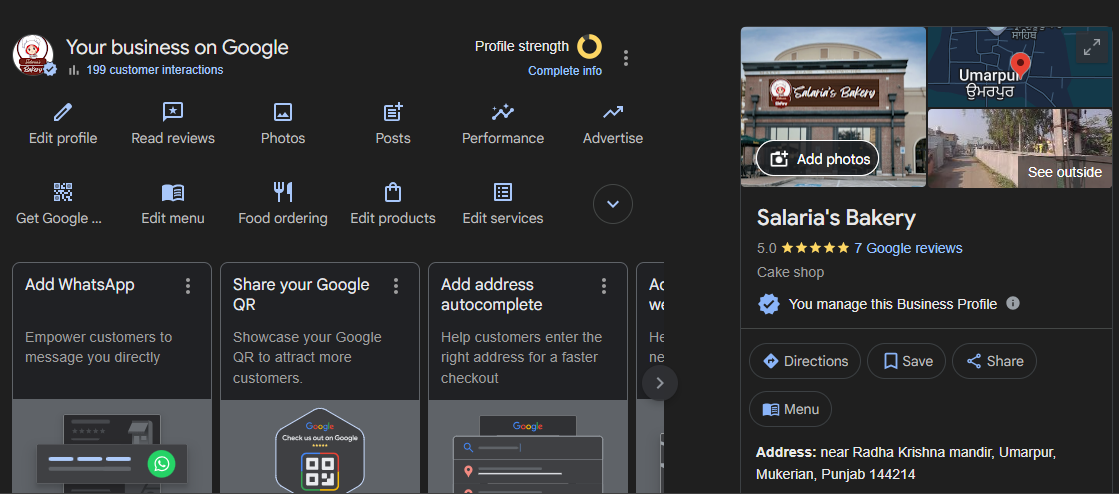 Your business on Google
199 customer interactions
Profile strength
Complete info
Edit profile
Read reviews
Photos
Posts
Performance
Advertise
Get Google ...
Edit menu
Food ordering
Edit products
Edit services
Add WhatsApp
Empower customers to
message you directly
Share your Google
QR
Showcase your Google
QR to attract more
customers.
Google
Check us out on Google
Add address
autocomplete
Help customers enter the
right address for a faster
checkout
Google
Salaria's Bakery
Add photos
ਸਾਹਿਬ
Umarpur
ਉਮਰਪੁਰ
See outside
Salaria's Bakery
5.0 ★★★★★ 7 Google reviews
Cake shop
You manage this Business Profile
Directions
Save
Share
Menu
Address: near Radha Krishna mandir, Umarpur,
Mukerian, Punjab 144214